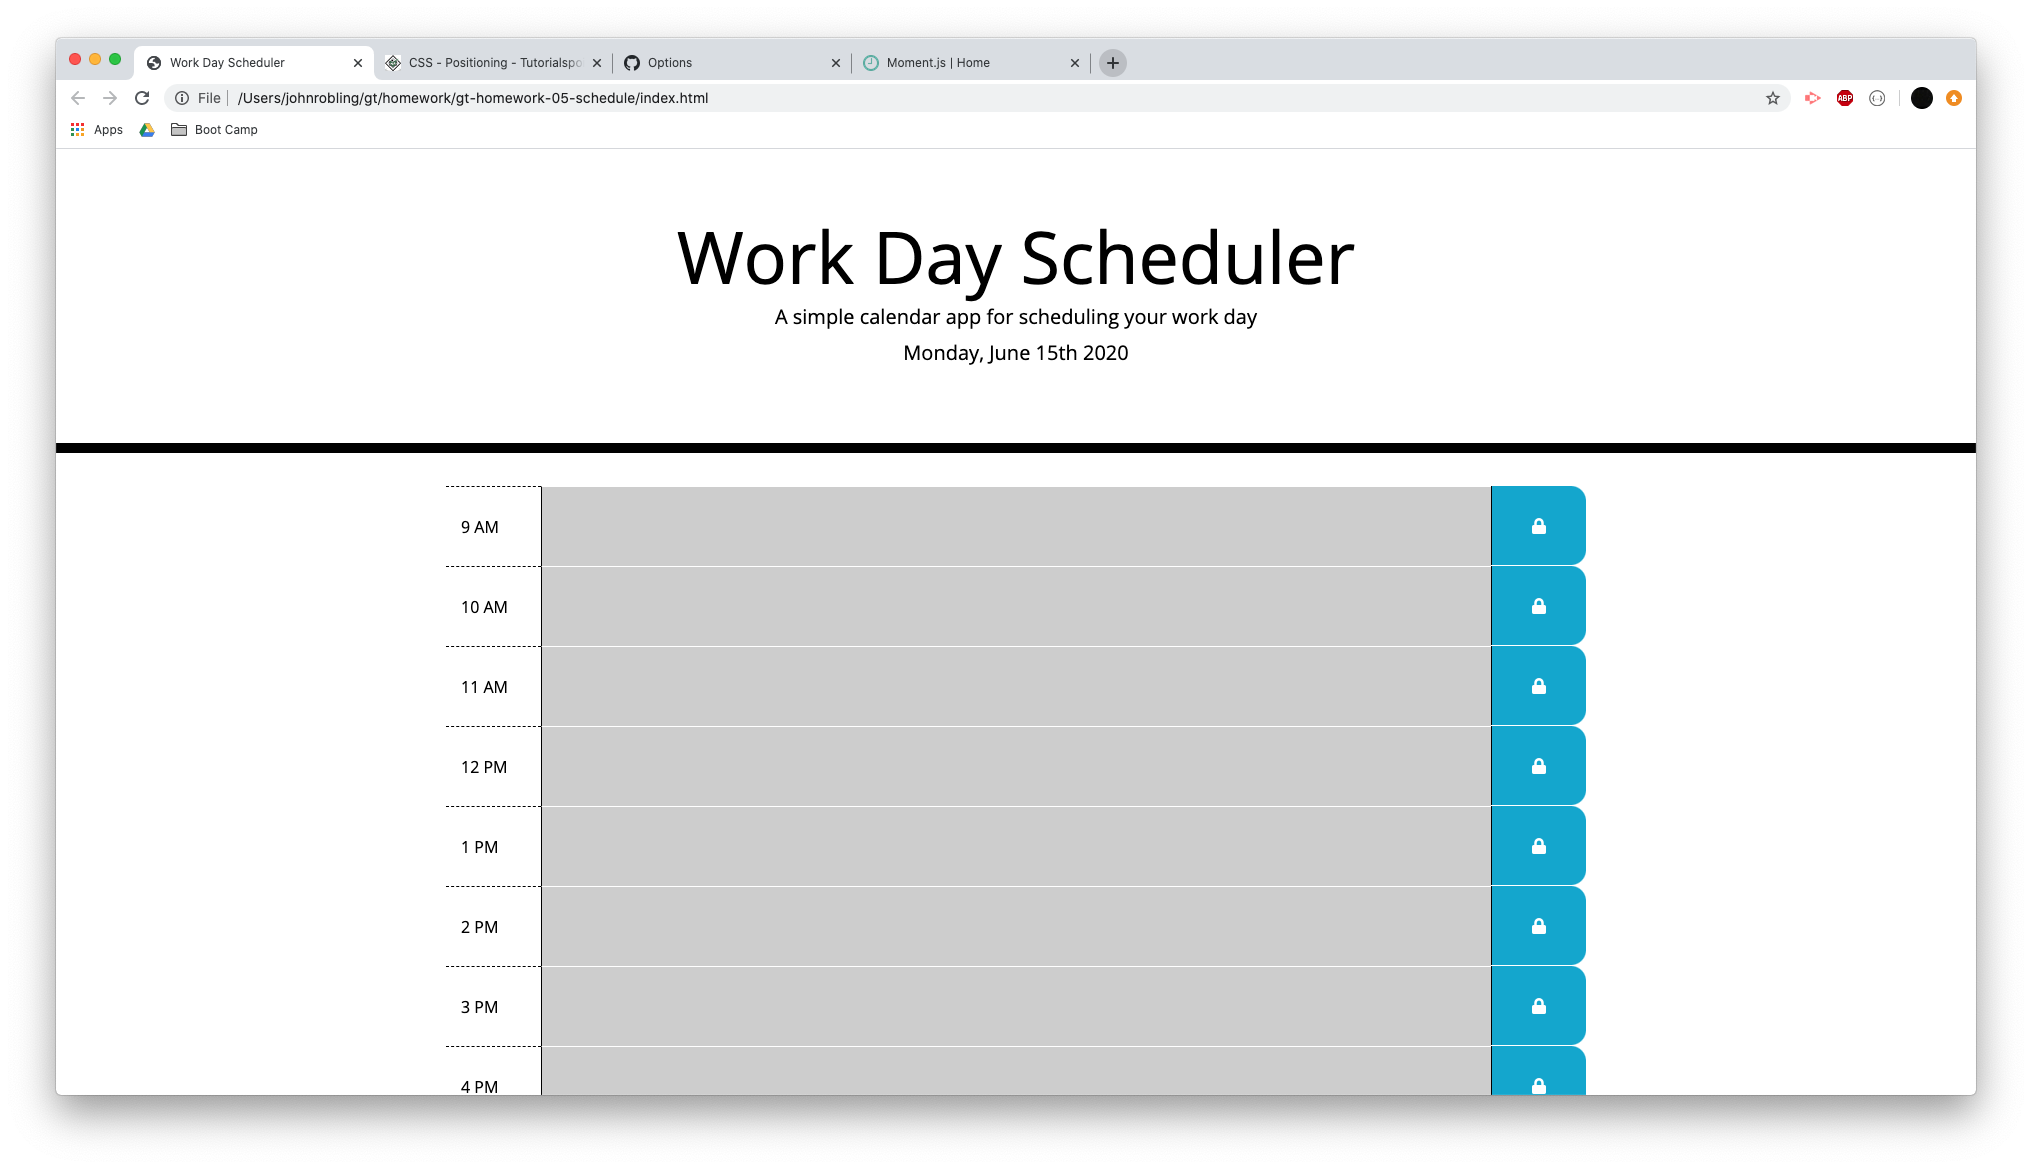 Work Day Scheduler
CSS - Positioning - Tutorialspo
Options
Moment.js | Home
File
/Users/johnrobling/gt/homework/gt-homework-05-schedule/index.html
ABP
Apps
Boot Camp
Work Day Scheduler
A simple calendar app for scheduling your work day
Monday, June 15th 2020
9 AM
10 AM
11 AM
12 PM
1 PM
2 PM
3 PM
4 PM